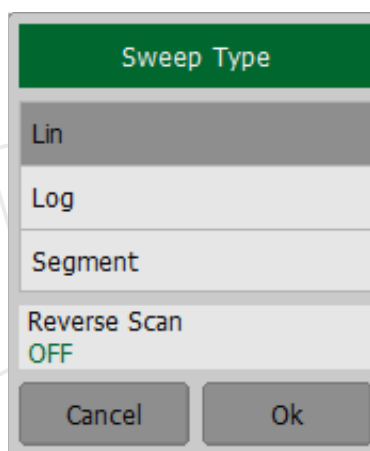 Sweep Type
Lin
Log
Segment
Reverse Scan
OFF
Cancel
Ok